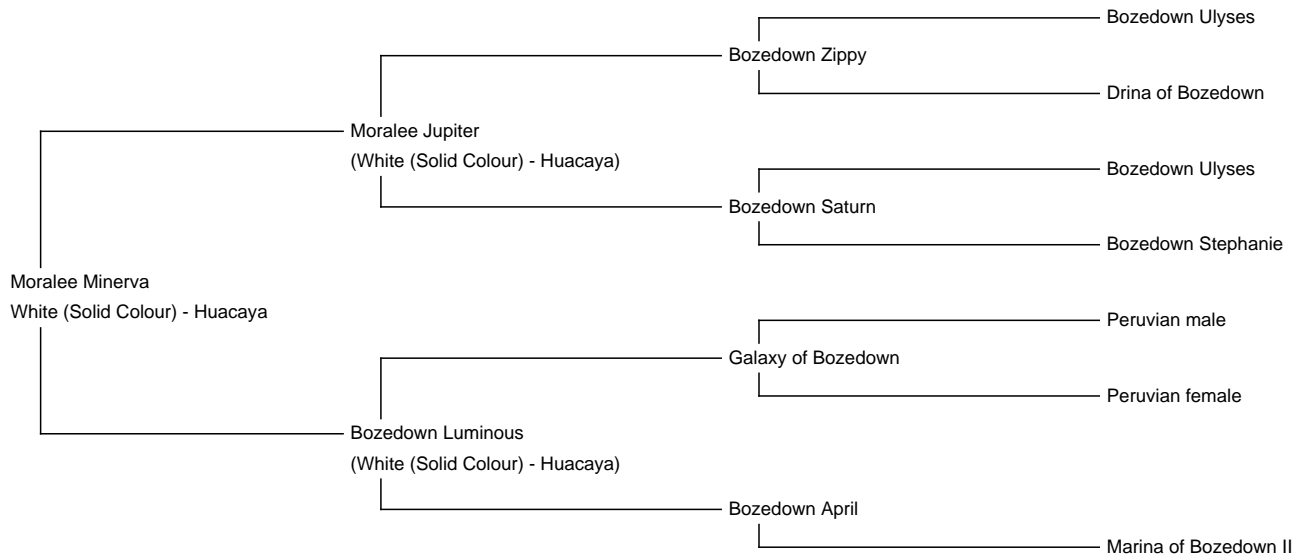 Bozedown Ulyses
Bozedown Zippy
Drina of Bozedown
Moralee Jupiter
(White (Solid Colour) - Huacaya)
Bozedown Ulyses
Bozedown Saturn
Bozedown Stephanie
Moralee Minerva
White (Solid Colour) - Huacaya
Peruvian male
Galaxy of Bozedown
Peruvian female
Bozedown Luminous
(White (Solid Colour) - Huacaya)
Bozedown April
Marina of Bozedown II